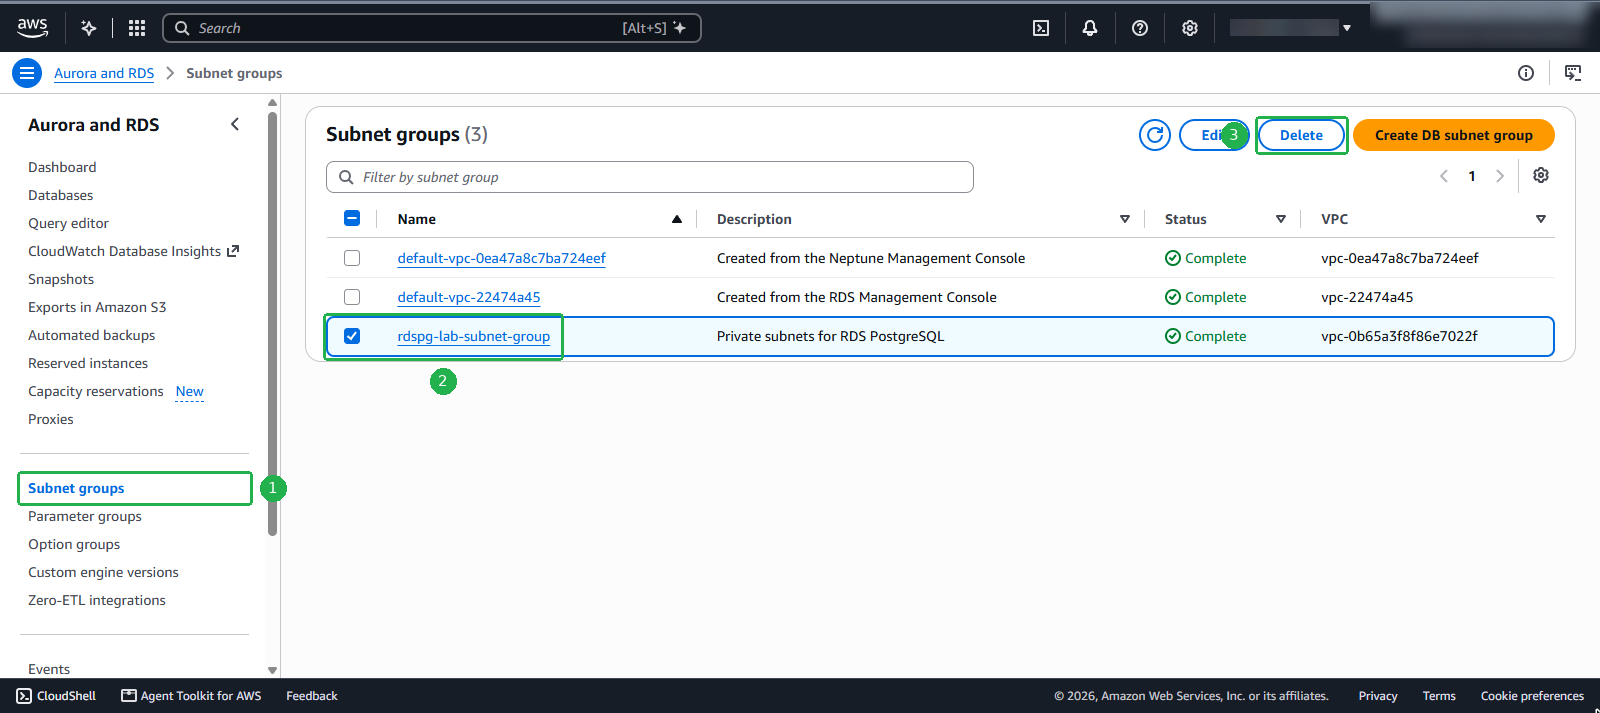 aws
Search [Alt+S]
Aurora and RDS > Subnet groups
Aurora and RDS
Dashboard
Databases
Query editor
CloudWatch Database Insights
Snapshots
Exports in Amazon S3
Automated backups
Reserved instances
Capacity reservations New
Proxies
Subnet groups 1
Parameter groups
Option groups
Custom engine versions
Zero-ETL integrations
Events
Subnet groups (3)
3 Delete Create DB subnet group
Filter by subnet group
1
Name Description Status VPC
default-vpc-0ea47a8c7ba724eef Created from the Neptune Management Console Complete vpc-0ea47a8c7ba724eef
default-vpc-22474a45 Created from the RDS Management Console Complete vpc-22474a45
rdspg-lab-subnet-group Private subnets for RDS PostgreSQL Complete vpc-0b65a3f8f86e7022f
2
CloudShell Agent Toolkit for AWS Feedback © 2026, Amazon Web Services, Inc. or its affiliates. Privacy Terms Cookie preferences